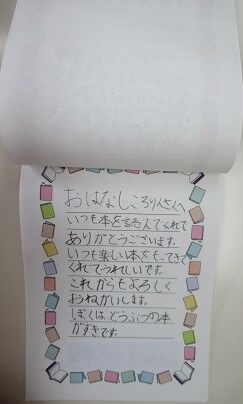 おはなしころりんさんへ
いつも本を読んでくれて
ありがとうございます。
いつも楽しい本をもってきて
くれてうれしいです。
これからもよろしく
おねがいします。
ぼくは、どうぶつの本
がすきです。